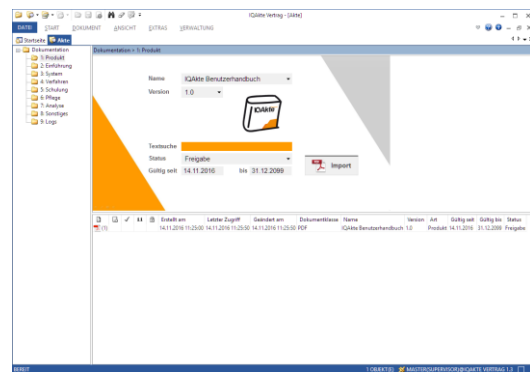 IQAkte Vertrag - [Akte]
DATEI START DOKUMENT ANSICHT EXTRAS VERWALTUNG
Startseite Akte
Dokumentation
1: Produkt
2: Einführung
3: System
4: Verfahren
5: Schulung
6: Pflege
7: Analyse
8: Sonstiges
9: Logs
Dokumentation > 1: Produkt
Name IQAkte Benutzerhandbuch
Version 1.0
IQAkte
Textsuche
Status Freigabe
Gültig seit 14.11.2016 bis 31.12.2099
Import
Erstellt am Letzter Zugriff Geändert am Dokumentklasse Name Version Art Gültig seit Gültig bis Status
(1) 14.11.2016 11:25:00 14.11.2016 11:25:50 14.11.2016 11:25:50 PDF IQAkte Benutzerhandbuch 1.0 Produkt 14.11.2016 31.12.2099 Freigabe
BEREIT 1 OBJEKT(E) MASTER(SUPERVISOR)@IQAKTE VERTRAG 1.3